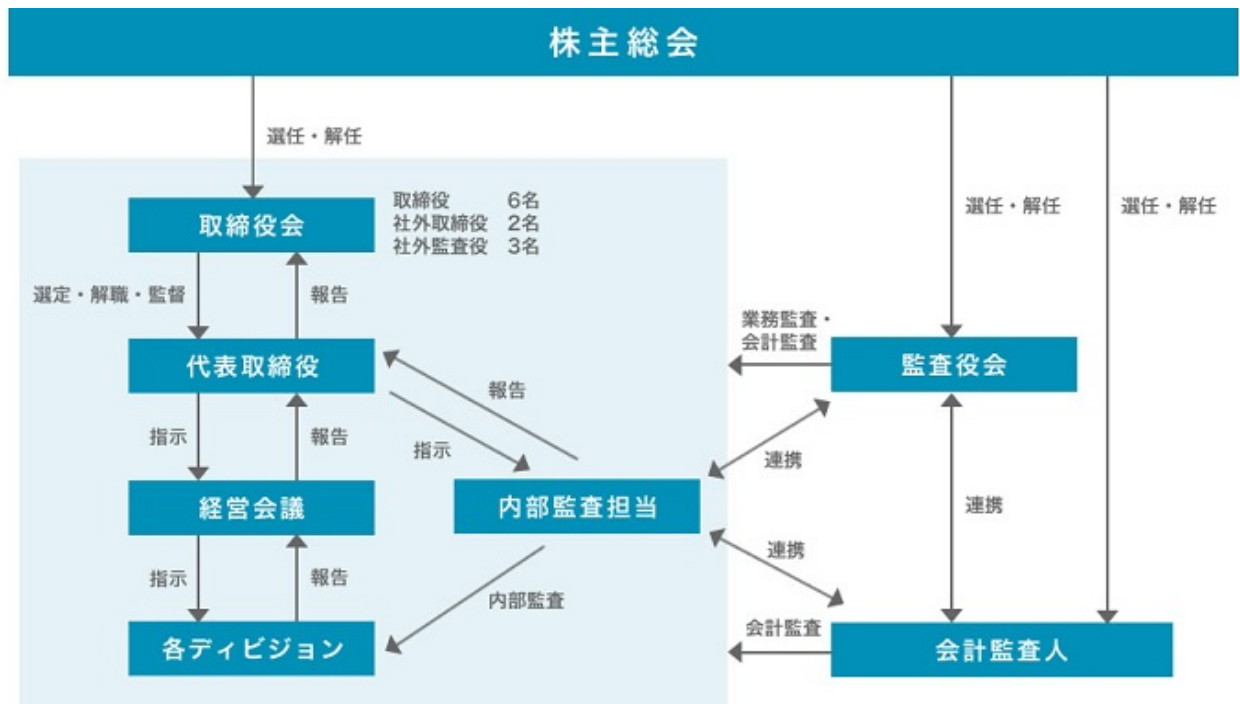 株主総会
選任・解任
取締役会
取締役 6名
社外取締役 2名
社外監査役 3名
選任・解任
選任・解任
選定・解職・監督
報告
業務監査・
会計監査
代表取締役
監査役会
報告
指示
報告
指示
連携
経営会議
内部監査担当
連携
連携
指示
報告
内部監査
会計監査
各ディビジョン
会計監査人